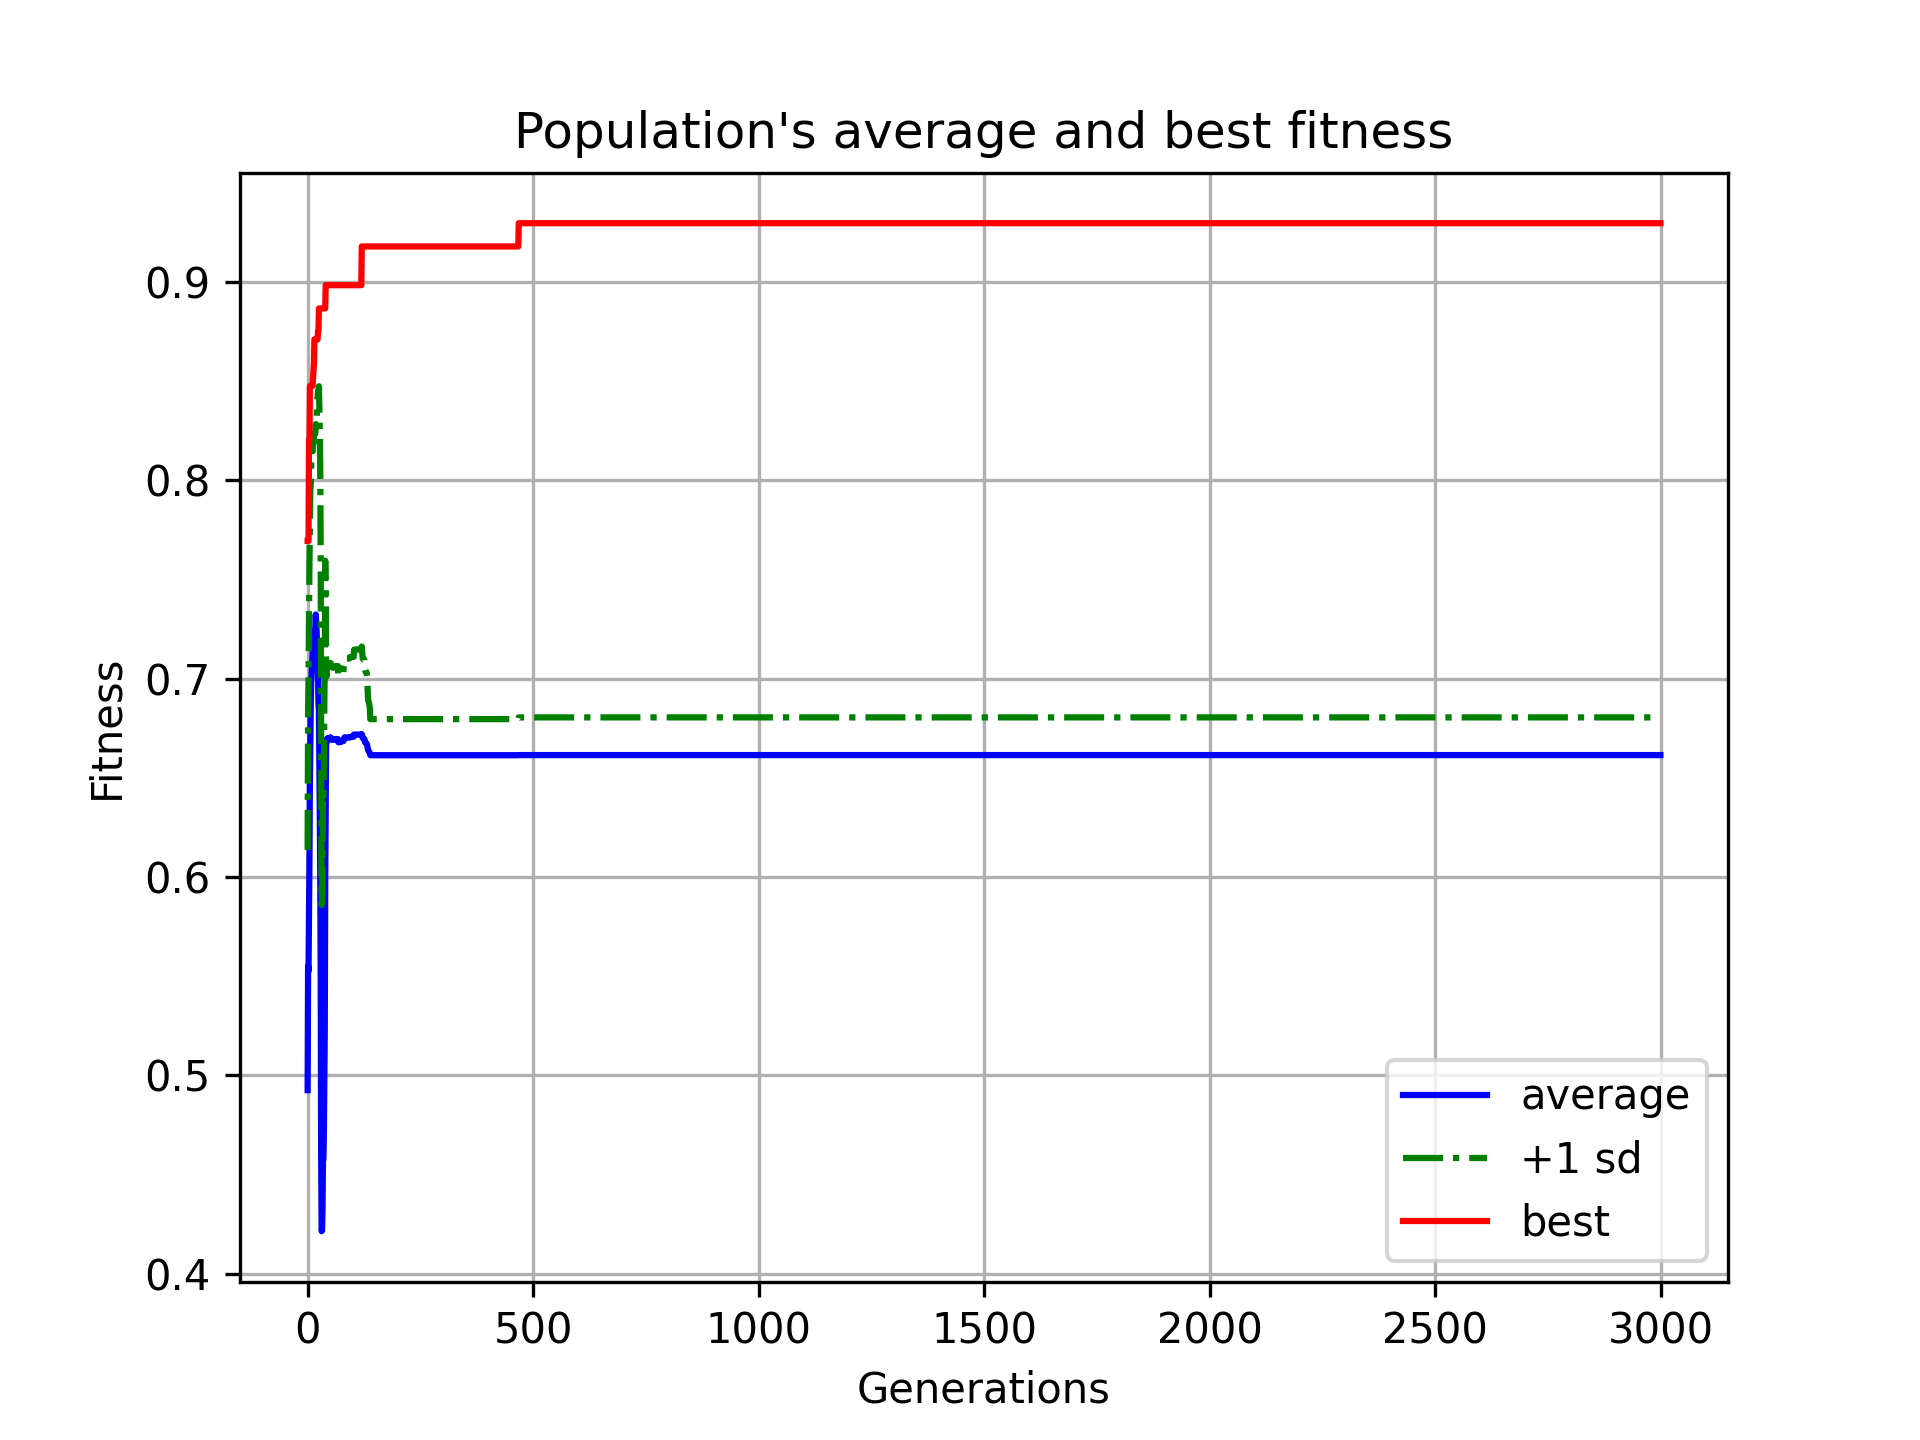 Population's average and best fitness
Fitness
0.9
0.8
0.7
0.6
0.5
0.4
0 500 1000 1500 2000 2500 3000
Generations
average
+1 sd
best